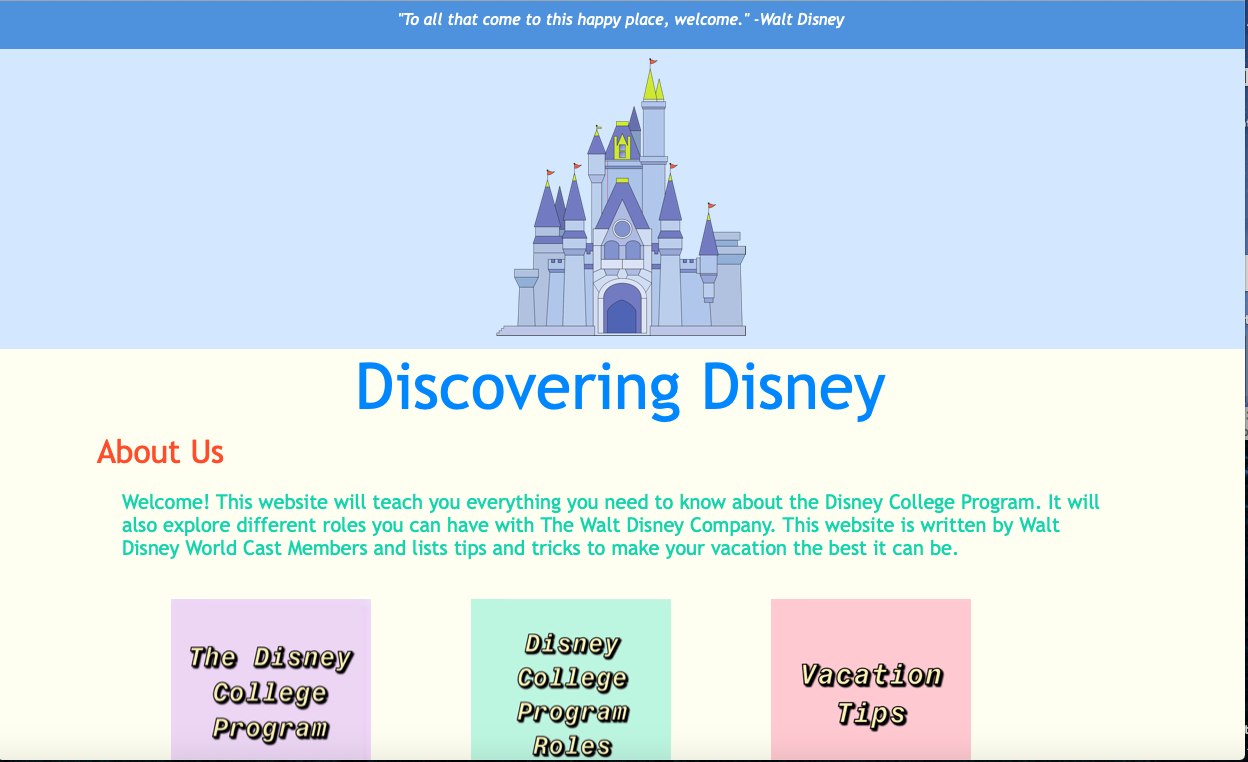 "To all that come to this happy place, welcome." -Walt Disney
Discovering Disney
About Us
Welcome! This website will teach you everything you need to know about the Disney College Program. It will
also explore different roles you can have with The Walt Disney Company. This website is written by Walt
Disney World Cast Members and lists tips and tricks to make your vacation the best it can be.
The Disney
College
Program
Disney
College
Program
Roles
Vacation
Tips